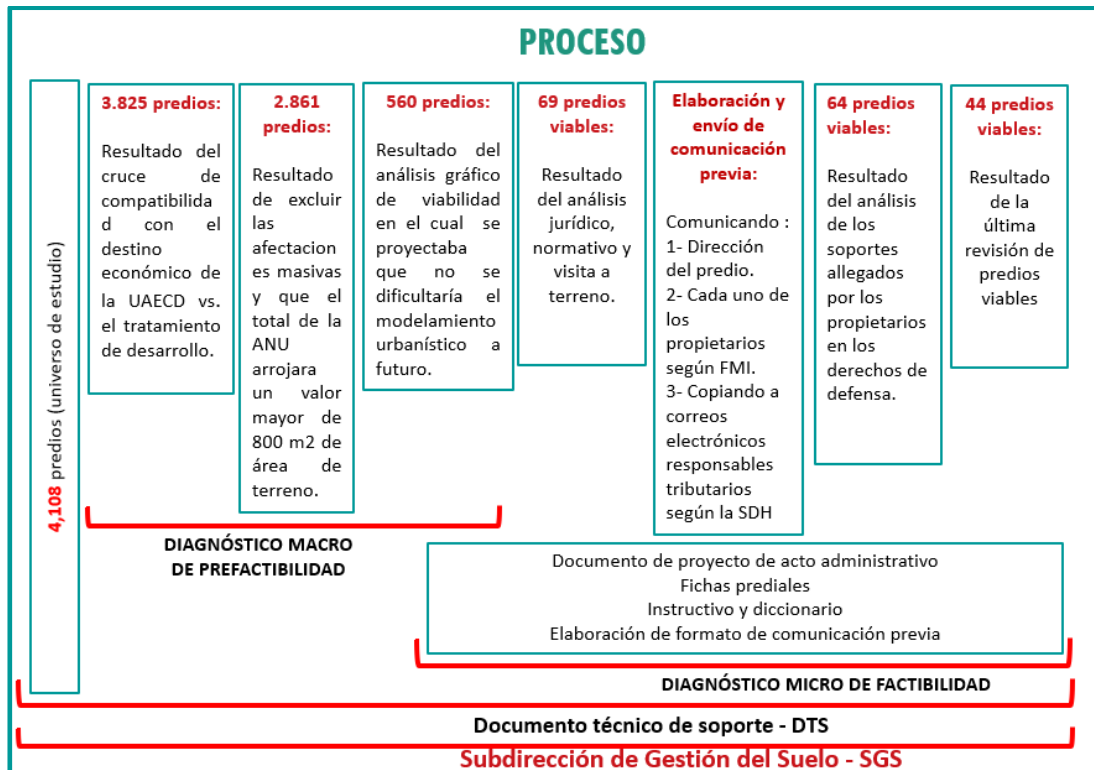 PROCESO
4,108 predios (universo de estudio)
3.825 predios:
Resultado del
cruce de
compatibilida
d con el
destino
económico de
la UAECD vs.
el tratamiento
de desarrollo.
2.861
predios:
Resultado
de excluir
las
afectacion
es masivas
y que el
total de la
ANU
arrojara
un valor
mayor de
800 m2 de
área de
terreno.
560 predios:
Resultado del
análisis gráfico
de viabilidad
en el cual se
proyectaba
que no se
dificultaría el
modelamiento
urbanístico a
futuro.
69 predios
viables:
Resultado
del análisis
jurídico,
normativo y
visita a
terreno.
Elaboración y
envío de
comunicación
previa:
Comunicando :
1- Dirección
del predio.
2- Cada uno de
los
propietarios
según FMI.
3- Copiando a
correos
electrónicos
responsables
tributarios
según la SDH
64 predios
viables:
Resultado
del análisis
de los
soportes
allegados
por los
propietarios
en los
derechos de
defensa.
44 predios
viables:
Resultado
de la
última
revisión de
predios
viables
DIAGNÓSTICO MACRO
DE PREFACTIBILIDAD
Documento de proyecto de acto administrativo
Fichas prediales
Instructivo y diccionario
Elaboración de formato de comunicación previa
DIAGNÓSTICO MICRO DE FACTIBILIDAD
Documento técnico de soporte - DTS
Subdirección de Gestión del Suelo - SGS